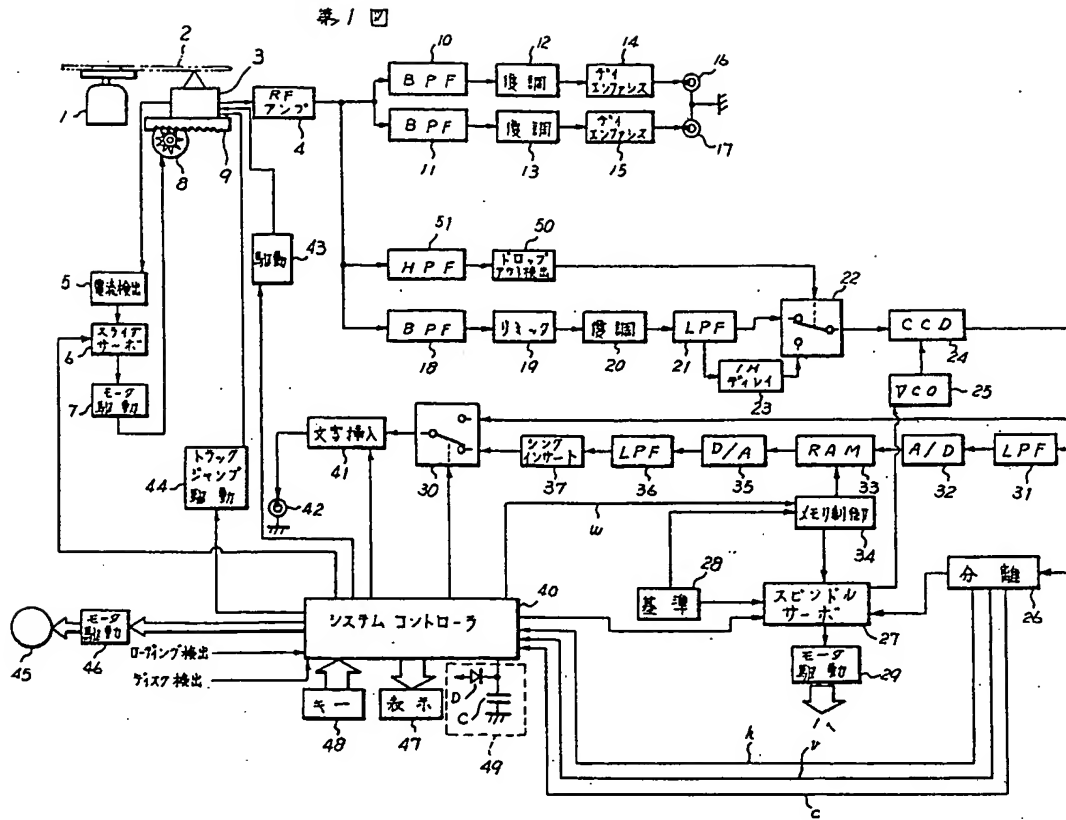 第1図
2
3
1
8
9
RF
アンプ
4
10
BPF
12
復調
14
ディ
エンファシス
16
BPF
11
復調
13
ディ
エンファシス
15
17
51
HPF
50
ドロップ
アウト検出
22
43
駆動
5
電流検出
スライダ
サーボ
6
モータ
駆動
7
BPF
18
リミッタ
19
復調
20
LPF
21
1H
ディレイ
23
CCD
24
VCO
25
文字挿入
41
42
30
シンク
インサート
37
LPF
36
D/A
35
RAM
33
A/D
32
LPF
31
トラック
ジャンプ
駆動
44
w
メモリ制御
34
28
基準
スピンドル
サーボ
27
分離
26
モータ
駆動
29
1へ
40
システムコントローラ
45
モータ
駆動
46
ローディング検出
ディスク検出
キー
48
表示
47
D
C
49
h
v
c